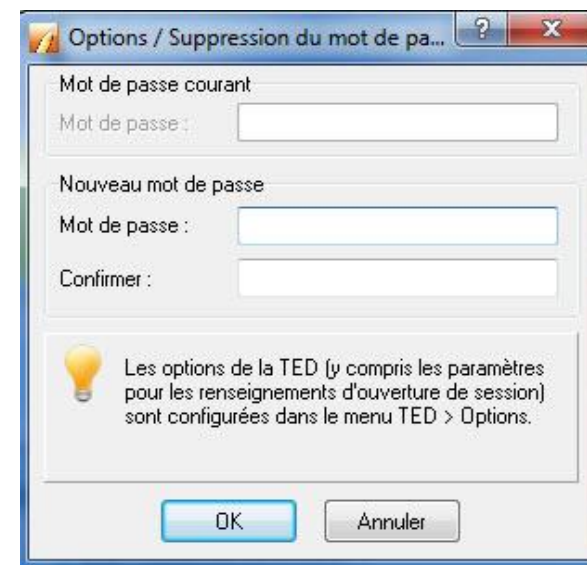 Options / Suppression du mot de pa...
Mot de passe courant
Mot de passe :
Nouveau mot de passe
Mot de passe :
Confirmer :
Les options de la TED (y compris les paramètres
pour les renseignements d'ouverture de session)
sont configurées dans le menu TED > Options.
OK
Annuler